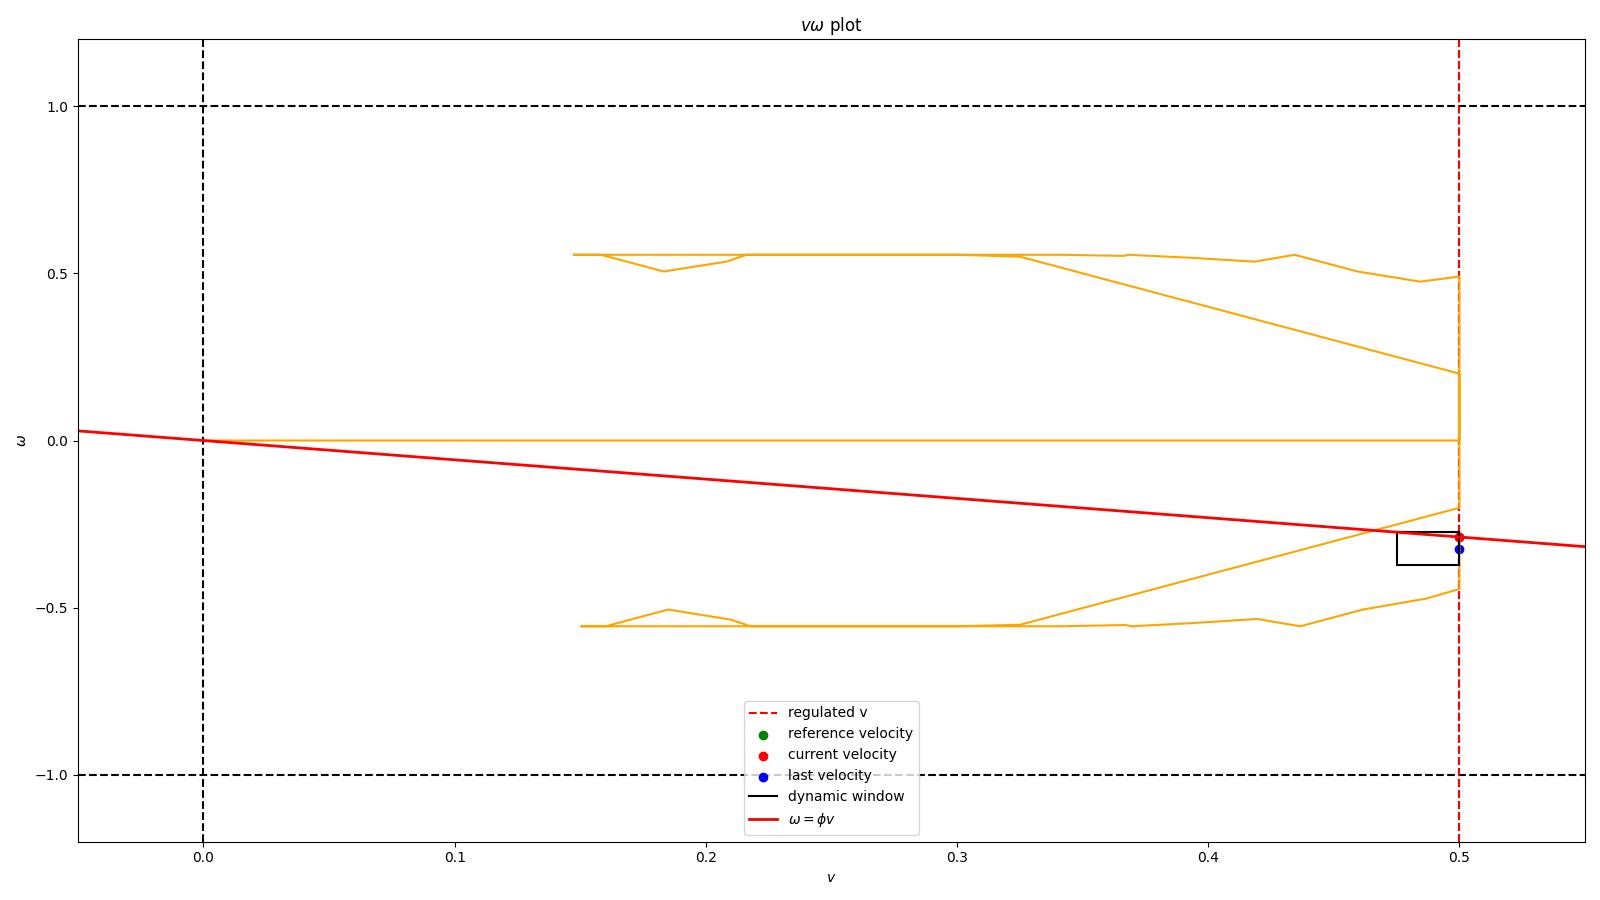 vω plot
1.0
0.5
0.0
−0.5
−1.0
ω
regulated v
reference velocity
current velocity
last velocity
dynamic window
ω = ϕv
0.0 0.1 0.2 0.3 0.4 0.5
v